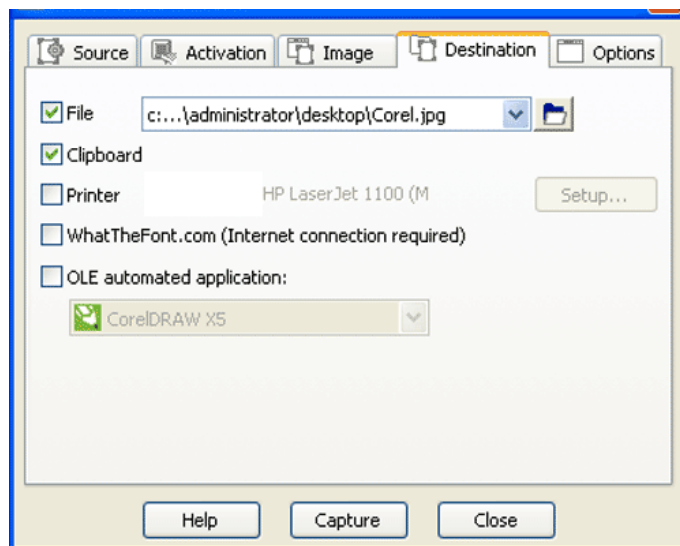 Source Activation Image Destination Options
File c:...\administrator\desktop\Corel.jpg
Clipboard
Printer HP LaserJet 1100 (M Setup...
WhatTheFont.com (Internet connection required)
OLE automated application:
CorelDRAW X5
Help Capture Close